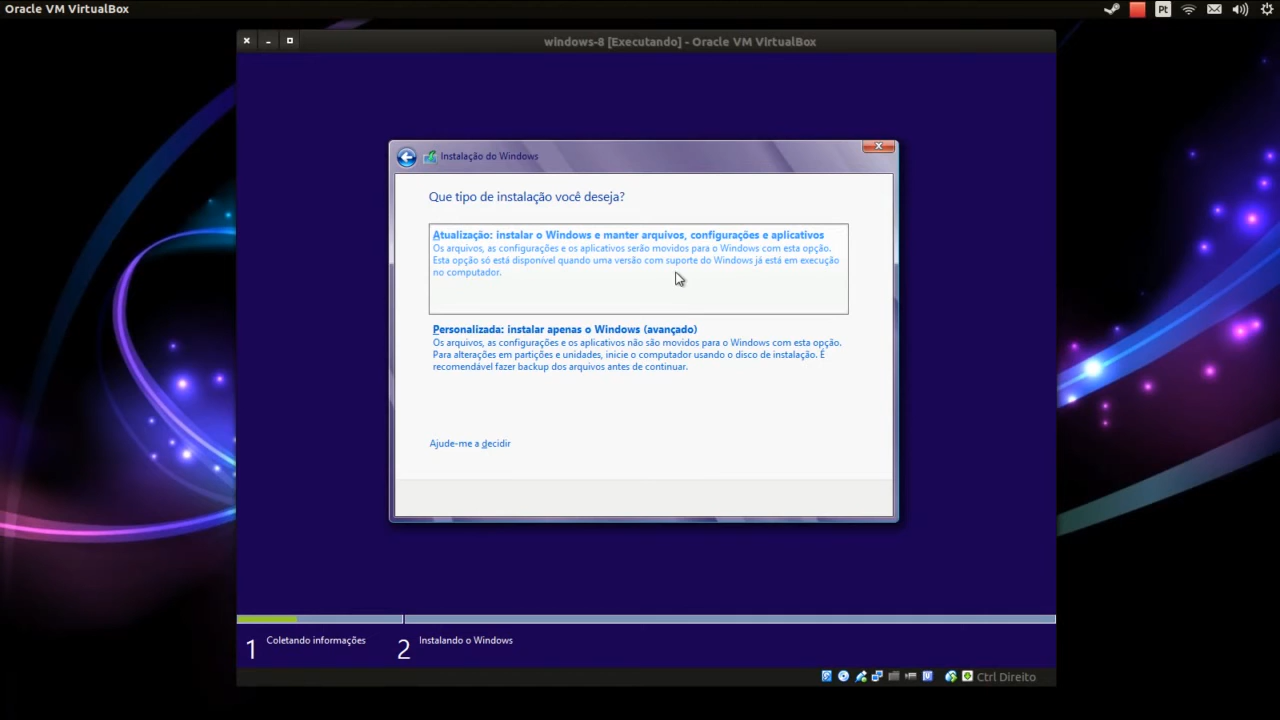 Oracle VM VirtualBox
Pt
windows-8 [Executando] - Oracle VM VirtualBox
Instalação do Windows
Que tipo de instalação você deseja?
Atualização: instalar o Windows e manter arquivos, configurações e aplicativos
Os arquivos, as configurações e os aplicativos serão movidos para o Windows com esta opção.
Esta opção só está disponível quando uma versão com suporte do Windows já está em execução
no computador.
Personalizada: instalar apenas o Windows (avançado)
Os arquivos, as configurações e os aplicativos não são movidos para o Windows com esta opção.
Para alterações em partições e unidades, inicie o computador usando o disco de instalação. É
recomendável fazer backup dos arquivos antes de continuar.
Ajude-me a decidir
1 Coletando informações
2 Instalando o Windows
Ctrl Direito